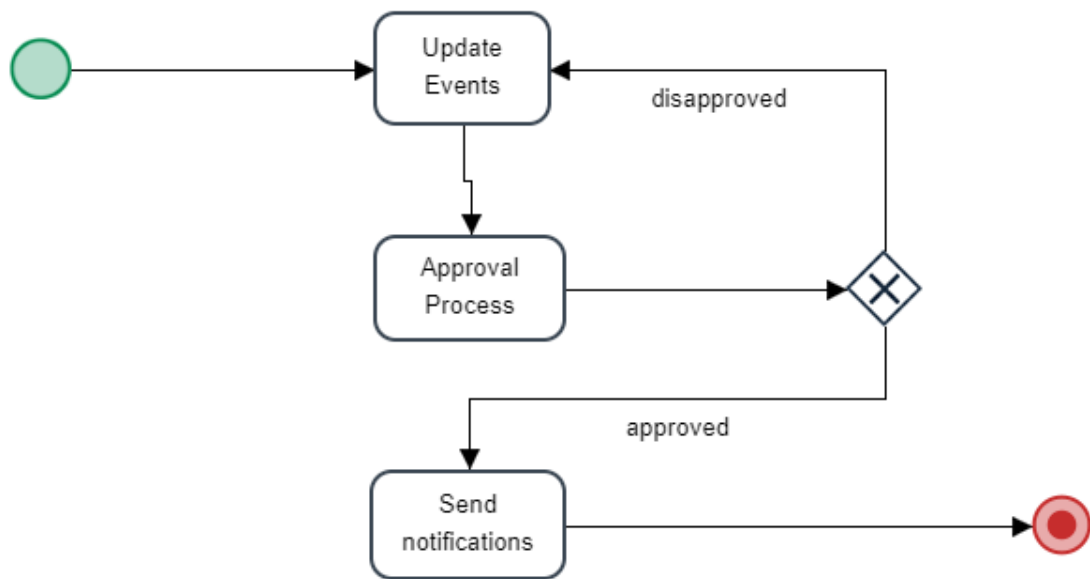 Update
Events
disapproved
Approval
Process
approved
Send
notifications